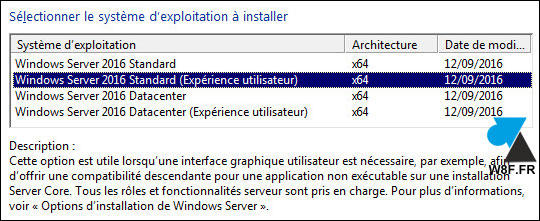 Sélectionner le système d'exploitation à installer
Système d'exploitation Architecture Date de modi...
Windows Server 2016 Standard x64 12/09/2016
Windows Server 2016 Standard (Expérience utilisateur) x64 12/09/2016
Windows Server 2016 Datacenter x64 12/09/2016
Windows Server 2016 Datacenter (Expérience utilisateur) x64 12/09/2016
Description :
Cette option est utile lorsqu'une interface graphique utilisateur est nécessaire, par exemple, afin
d'offrir une compatibilité descendante pour une application non exécutable sur une installation
Server Core. Tous les rôles et fonctionnalités serveur sont pris en charge. Pour plus d'informations,
voir « Options d'installation de Windows Server ».
W8F.FR